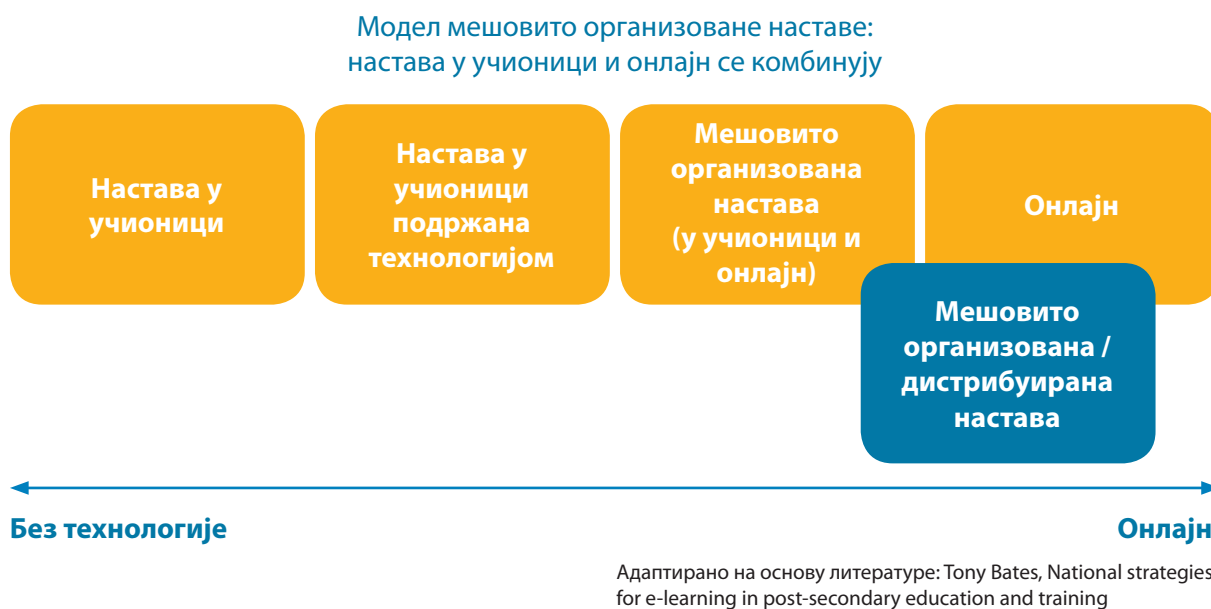 Модел мешовито организоване наставе:
настава у учионици и онлајн се комбинују
Настава у
учионици
Настава у
учионици
подржана
технологијом
Мешовито
организована
настава
(у учионици и
онлајн)
Онлајн
Мешовито
организована /
дистрибуирана
настава
Без технологије
Онлајн
Адаптирано на основу литературе: Tony Bates, National strategies
for e-learning in post-secondary education and training